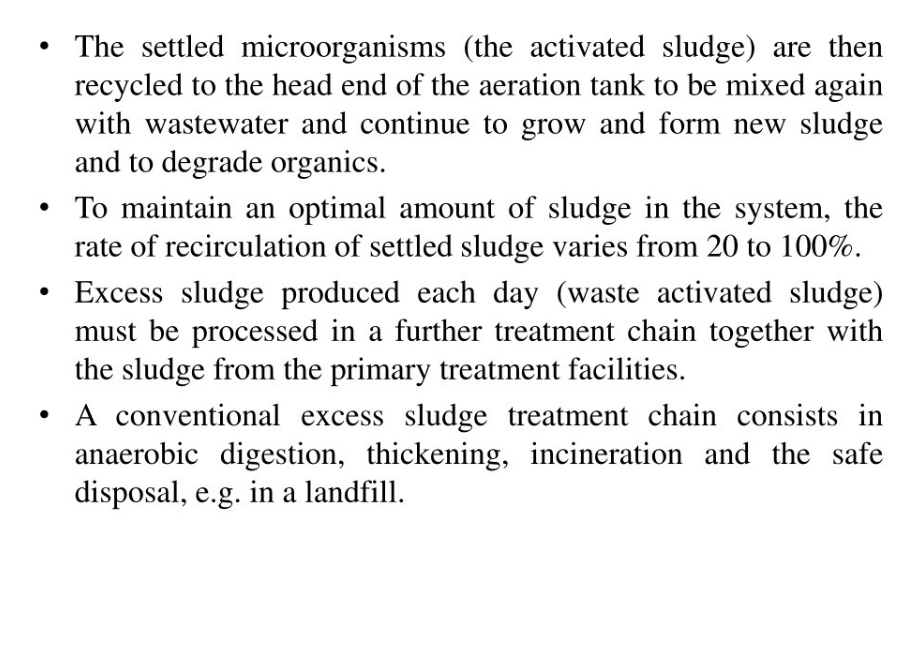 • The settled microorganisms (the activated sludge) are then
recycled to the head end of the aeration tank to be mixed again
with wastewater and continue to grow and form new sludge
and to degrade organics.
• To maintain an optimal amount of sludge in the system, the
rate of recirculation of settled sludge varies from 20 to 100%.
• Excess sludge produced each day (waste activated sludge)
must be processed in a further treatment chain together with
the sludge from the primary treatment facilities.
• A conventional excess sludge treatment chain consists in
anaerobic digestion, thickening, incineration and the safe
disposal, e.g. in a landfill.